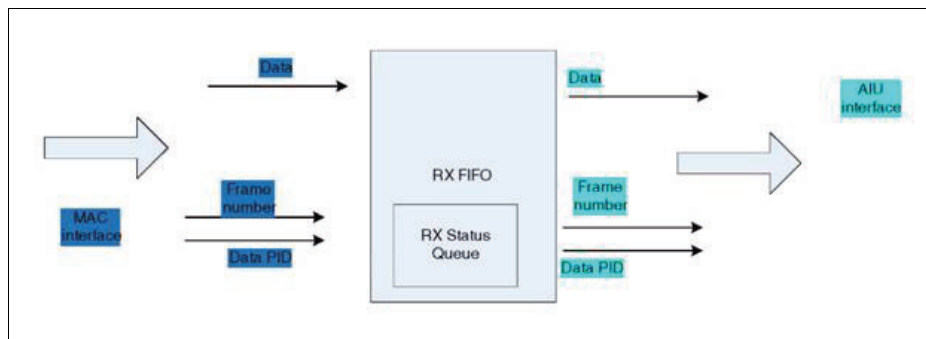 Data
Data
AIU
interface
RX FIFO
Frame
number
Frame
number
MAC
interface
RX Status
Queue
Data PID
Data PID